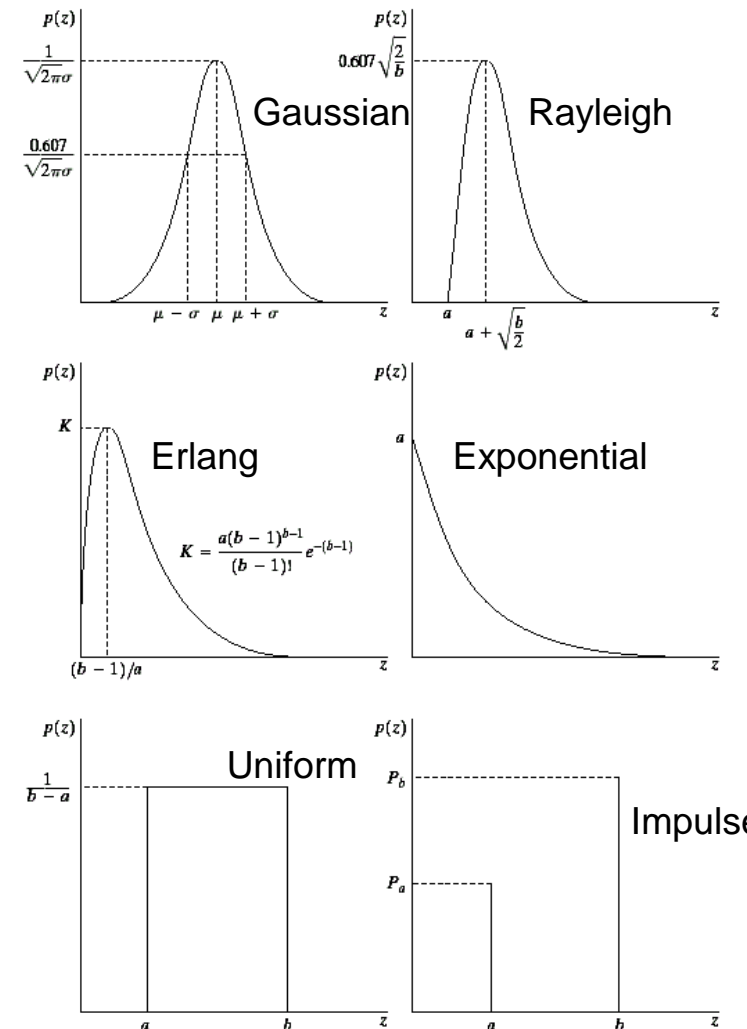 p(z)
1/√2πσ
Gaussian
0.607/√2πσ
μ − σ μ μ + σ z
p(z)
0.607√2/b
Rayleigh
a z
a + √b/2
p(z)
K
Erlang
K = a(b − 1)^b−1/(b − 1)! e^−(b−1)
(b − 1)/a z
p(z)
a
Exponential
z
p(z)
Uniform
1/b − a
a b z
p(z)
P_b
Impulse
P_a
a b z